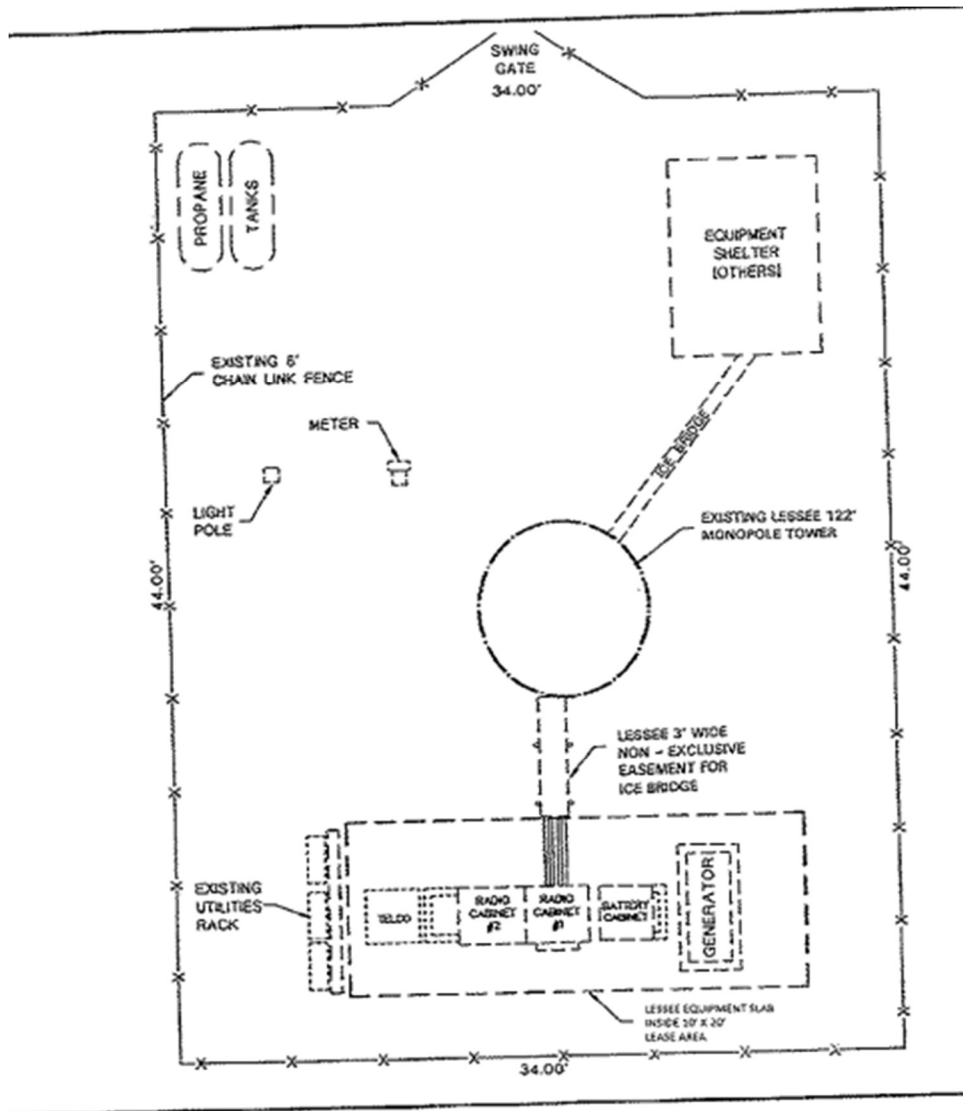 SWING
GATE
34.00'
PROPANE
TANKS
EQUIPMENT
SHELTER
[OTHERS]
EXISTING 6'
CHAIN LINK FENCE
METER
ICE BRIDGE
LIGHT
POLE
EXISTING LESSEE 122'
MONOPOLE TOWER
44.00'
44.00'
LESSEE 3' WIDE
NON - EXCLUSIVE
EASEMENT FOR
ICE BRIDGE
EXISTING
UTILITIES
RACK
TELCO
RADIO
CABINET
#2
RADIO
CABINET
#1
BATTERY
CABINET
GENERATOR
LESSEE EQUIPMENT SLAB
INSIDE 10' X 20'
LEASE AREA
34.00'